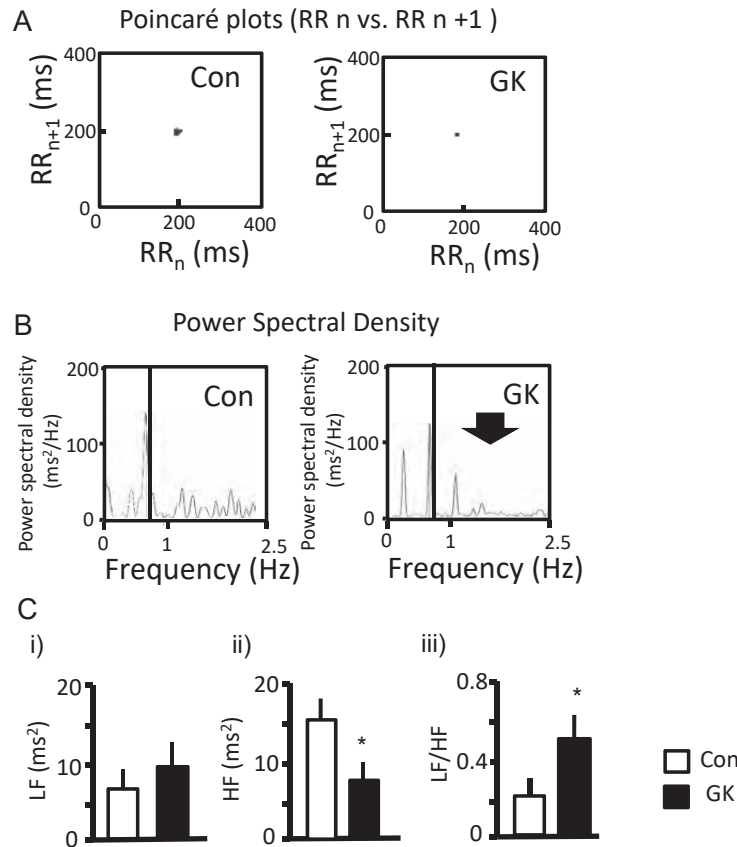 A
Poincaré plots (RR n vs. RR n +1 )
400
200
0
RRn+1 (ms)
Con
0 200 400
RRn (ms)
400
200
0
RRn+1 (ms)
GK
0 200 400
RRn (ms)
B
Power Spectral Density
Power spectral density
(ms²/Hz)
200
100
0
Con
0 1 2.5
Frequency (Hz)
Power spectral density
(ms²/Hz)
200
100
0
GK
0 1 2.5
Frequency (Hz)
C
i)
LF (ms²)
20
10
0
ii)
HF (ms²)
20
10
0
*
iii)
LF/HF
0.8
0.4
0
*
Con
GK